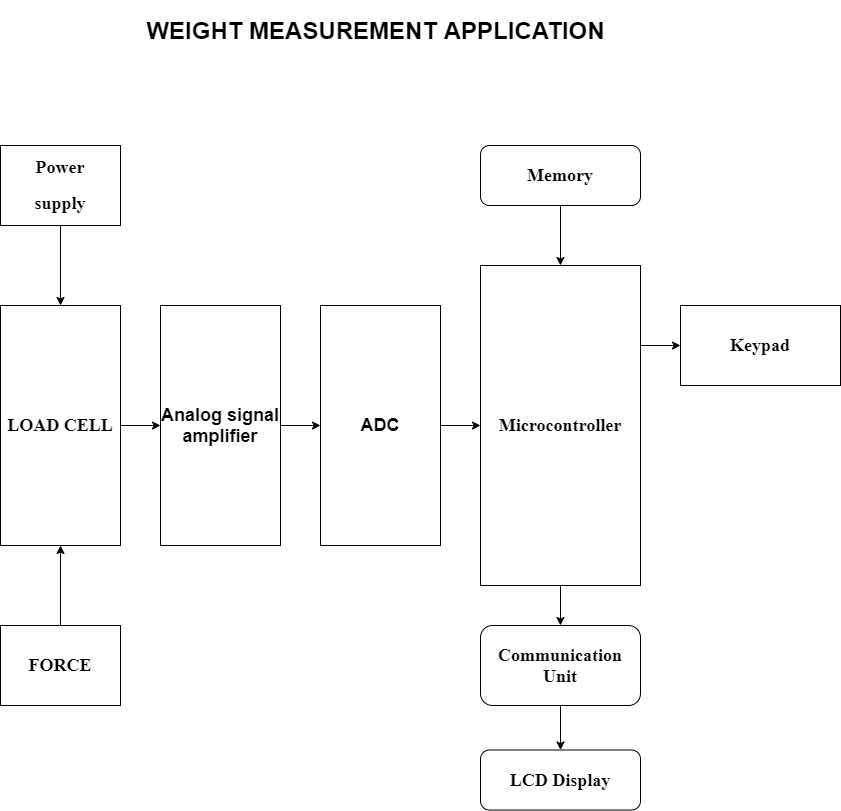 WEIGHT MEASUREMENT APPLICATION
Power
supply
Memory
Keypad
LOAD CELL
Analog signal
amplifier
ADC
Microcontroller
FORCE
Communication
Unit
LCD Display